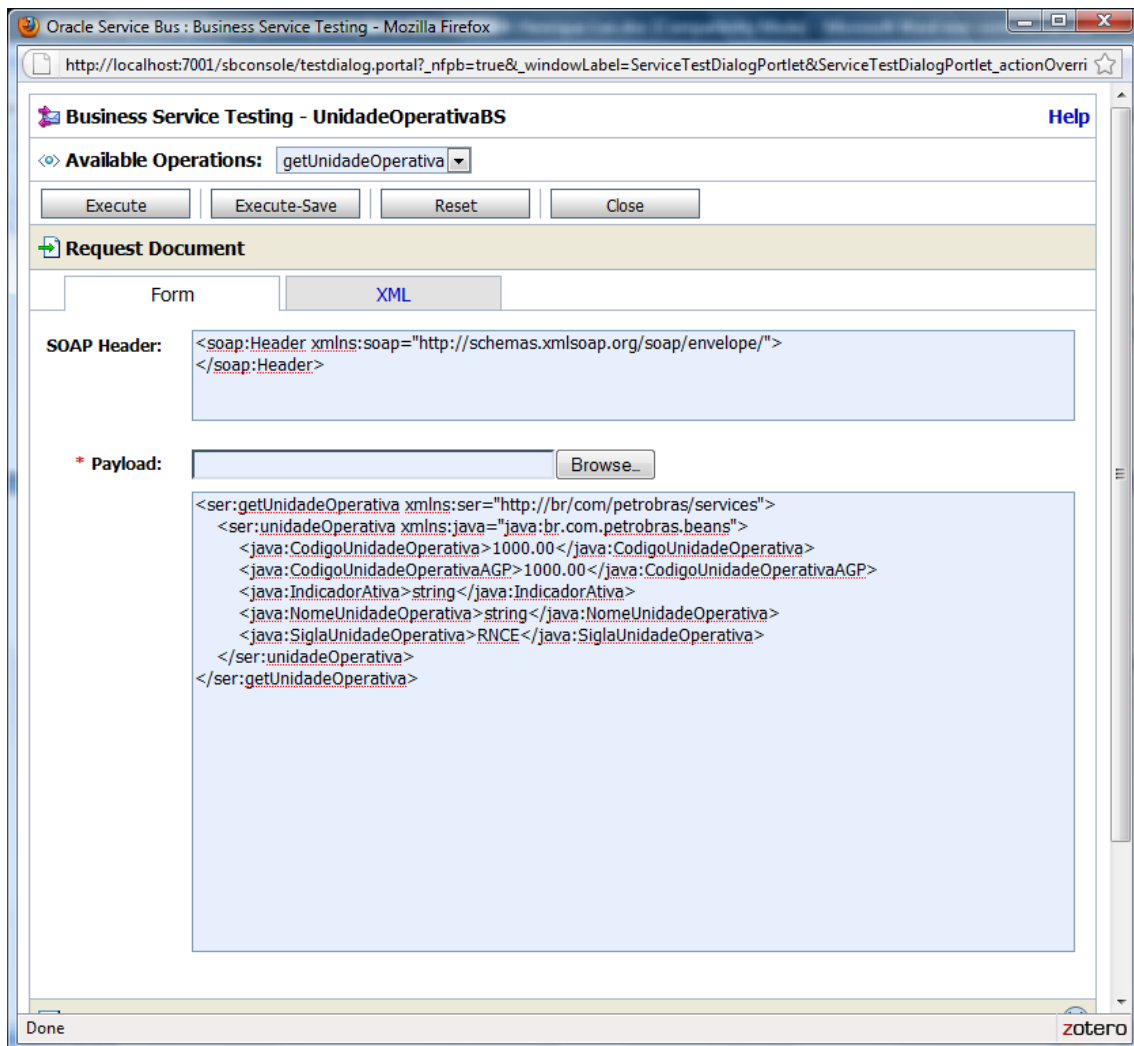 Oracle Service Bus : Business Service Testing - Mozilla Firefox
http://localhost:7001/sbconsole/testdialog.portal?_nfpb=true&_windowLabel=ServiceTestDialogPortlet&ServiceTestDialogPortlet_actionOverri
Business Service Testing - UnidadeOperativaBS Help
Available Operations: getUnidadeOperativa
Execute Execute-Save Reset Close
Request Document
Form XML
SOAP Header: <soap:Header xmlns:soap="http://schemas.xmlsoap.org/soap/envelope/">
</soap:Header>
* Payload: Browse_
<ser:getUnidadeOperativa xmlns:ser="http://br/com/petrobras/services">
<ser:unidadeOperativa xmlns:java="java:br.com.petrobras.beans">
<java:CodigoUnidadeOperativa>1000.00</java:CodigoUnidadeOperativa>
<java:CodigoUnidadeOperativaAGP>1000.00</java:CodigoUnidadeOperativaAGP>
<java:IndicadorAtiva>string</java:IndicadorAtiva>
<java:NomeUnidadeOperativa>string</java:NomeUnidadeOperativa>
<java:SiglaUnidadeOperativa>RNCE</java:SiglaUnidadeOperativa>
</ser:unidadeOperativa>
</ser:getUnidadeOperativa>
Done zotero